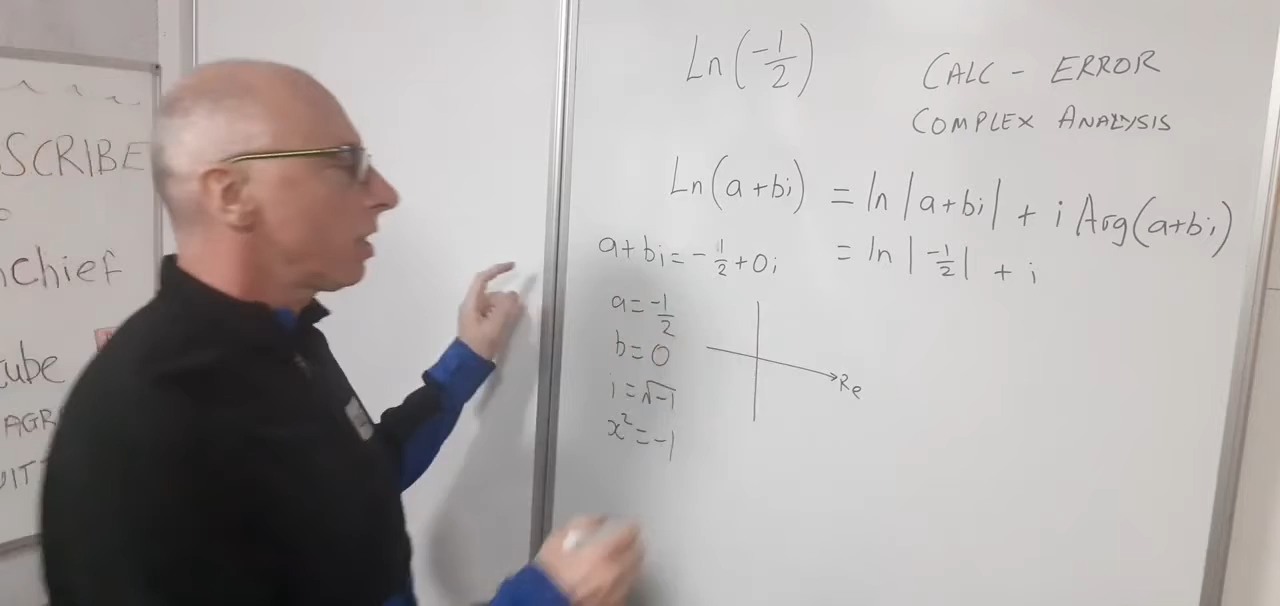 SCRIBE
chief
ube
AGR
UIT
Ln(-1/2)
CALC - ERROR
COMPLEX ANALYSIS
Ln(a+bi) = ln|a+bi| + i Arg(a+bi)
= ln|-1/2| + i
a+bi = -1/2 + 0i
a = -1/2
b = 0
i = √-1
x² = -1
Re